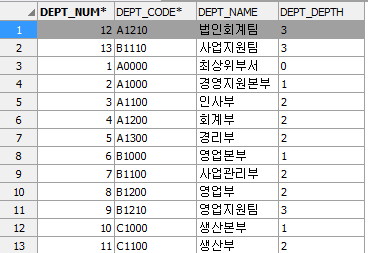 DEPT_NUM* DEPT_CODE* DEPT_NAME DEPT_DEPTH
1 12 A1210 법인회계팀 3
2 13 B1110 사업지원팀 3
3 1 A0000 최상위부서 0
4 2 A1000 경영지원본부 1
5 3 A1100 인사부 2
6 4 A1200 회계부 2
7 5 A1300 경리부 2
8 6 B1000 영업본부 1
9 7 B1100 사업관리부 2
10 8 B1200 영업부 2
11 9 B1210 영업지원팀 3
12 10 C1000 생산본부 1
13 11 C1100 생산부 2